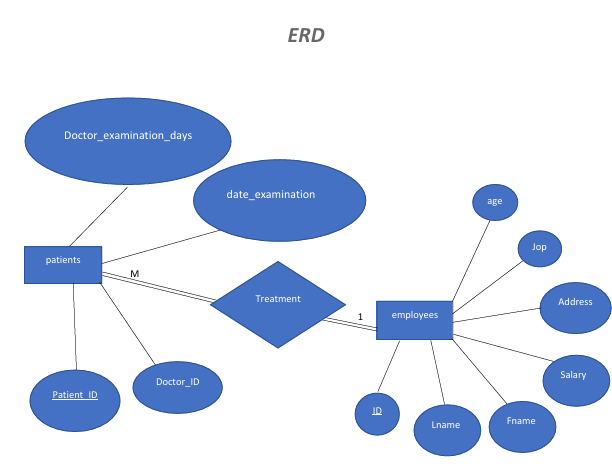 ERD
Doctor_examination_days
date_examination
age
Jop
patients
M
Treatment
1
employees
Address
Salary
Patient_ID
Doctor_ID
ID
Lname
Fname